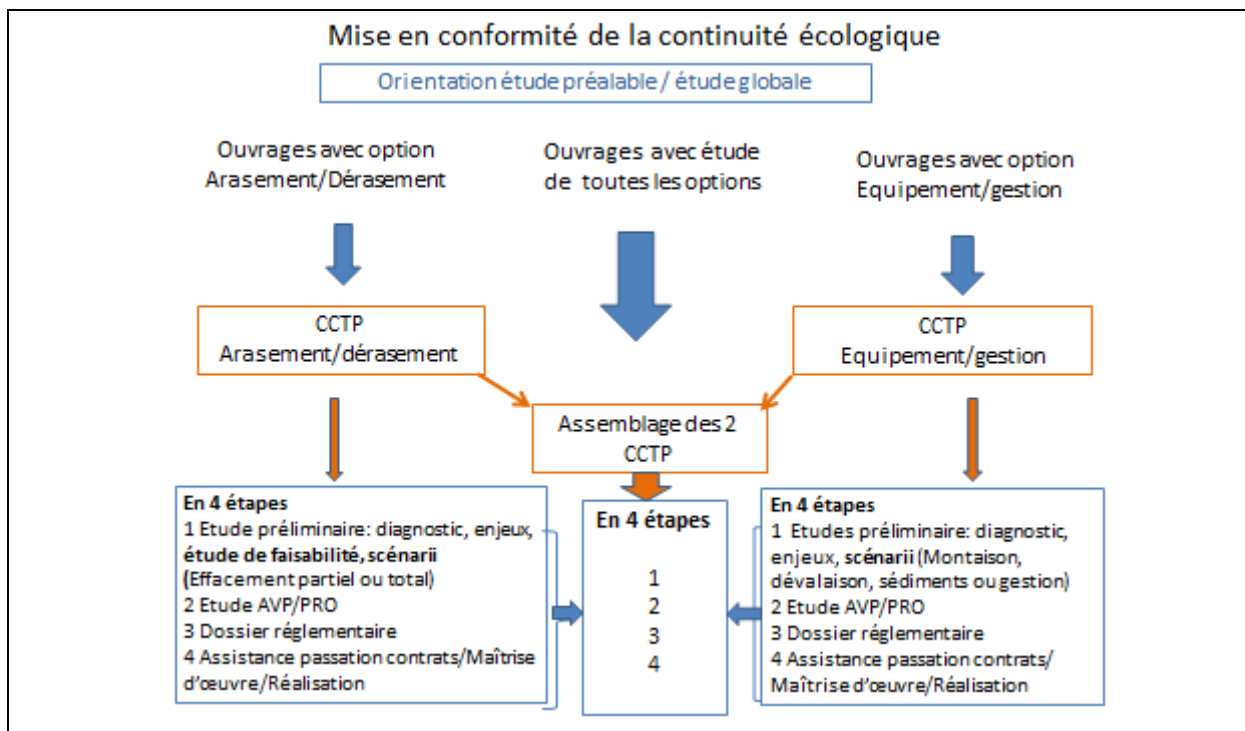 Mise en conformité de la continuité écologique
Orientation étude préalable / étude globale
Ouvrages avec option
Arasement/Dérasement
Ouvrages avec étude
de toutes les options
Ouvrages avec option
Equipement/gestion
CCTP
Arasement/dérasement
CCTP
Equipement/gestion
Assemblage des 2
CCTP
En 4 étapes
1 Etude préliminaire: diagnostic, enjeux,
étude de faisabilité, scénarii
(Effacement partiel ou total)
2 Etude AVP/PRO
3 Dossier réglementaire
4 Assistance passation contrats/Maîtrise
d'œuvre/Réalisation
En 4 étapes
1
2
3
4
En 4 étapes
1 Etudes préliminaire: diagnostic,
enjeux, scénarii (Montaison,
dévalaison, sédiments ou gestion)
2 Etude AVP/PRO
3 Dossier réglementaire
4 Assistance passation contrats/
Maîtrise d'œuvre/Réalisation